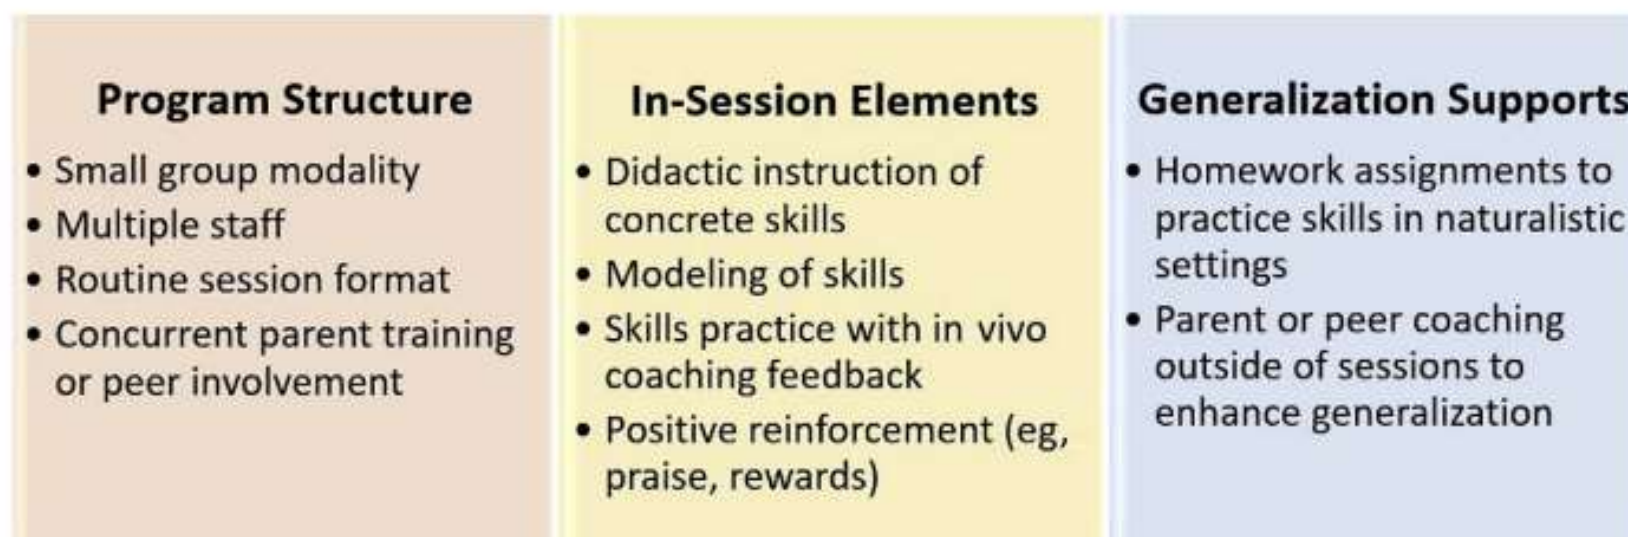 Program Structure
• Small group modality
• Multiple staff
• Routine session format
• Concurrent parent training
or peer involvement
In-Session Elements
• Didactic instruction of
concrete skills
• Modeling of skills
• Skills practice with in vivo
coaching feedback
• Positive reinforcement (eg,
praise, rewards)
Generalization Supports
• Homework assignments to
practice skills in naturalistic
settings
• Parent or peer coaching
outside of sessions to
enhance generalization